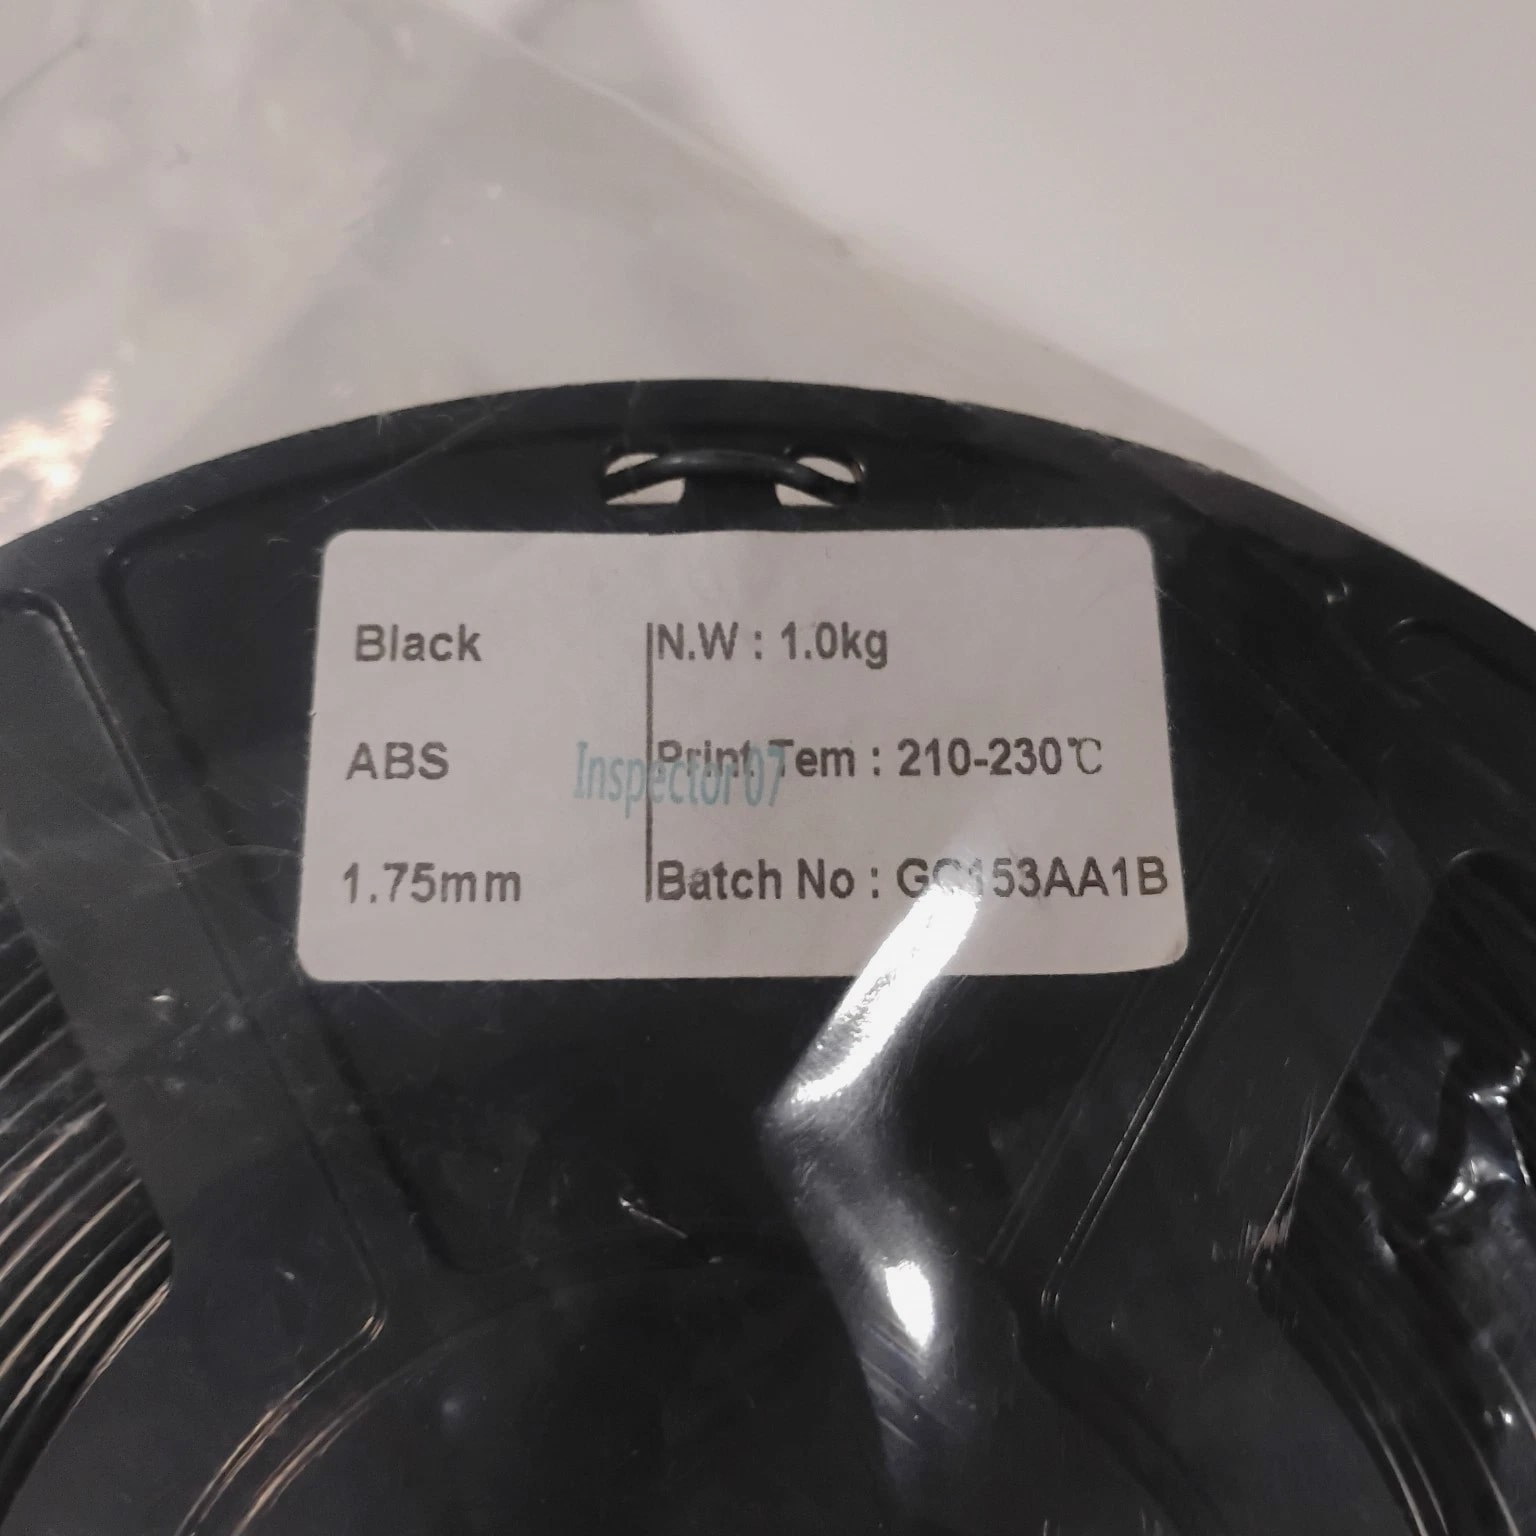 Black
N.W : 1.0kg
ABS
Print Tem : 210-230℃
Inspector 07
1.75mm
Batch No :